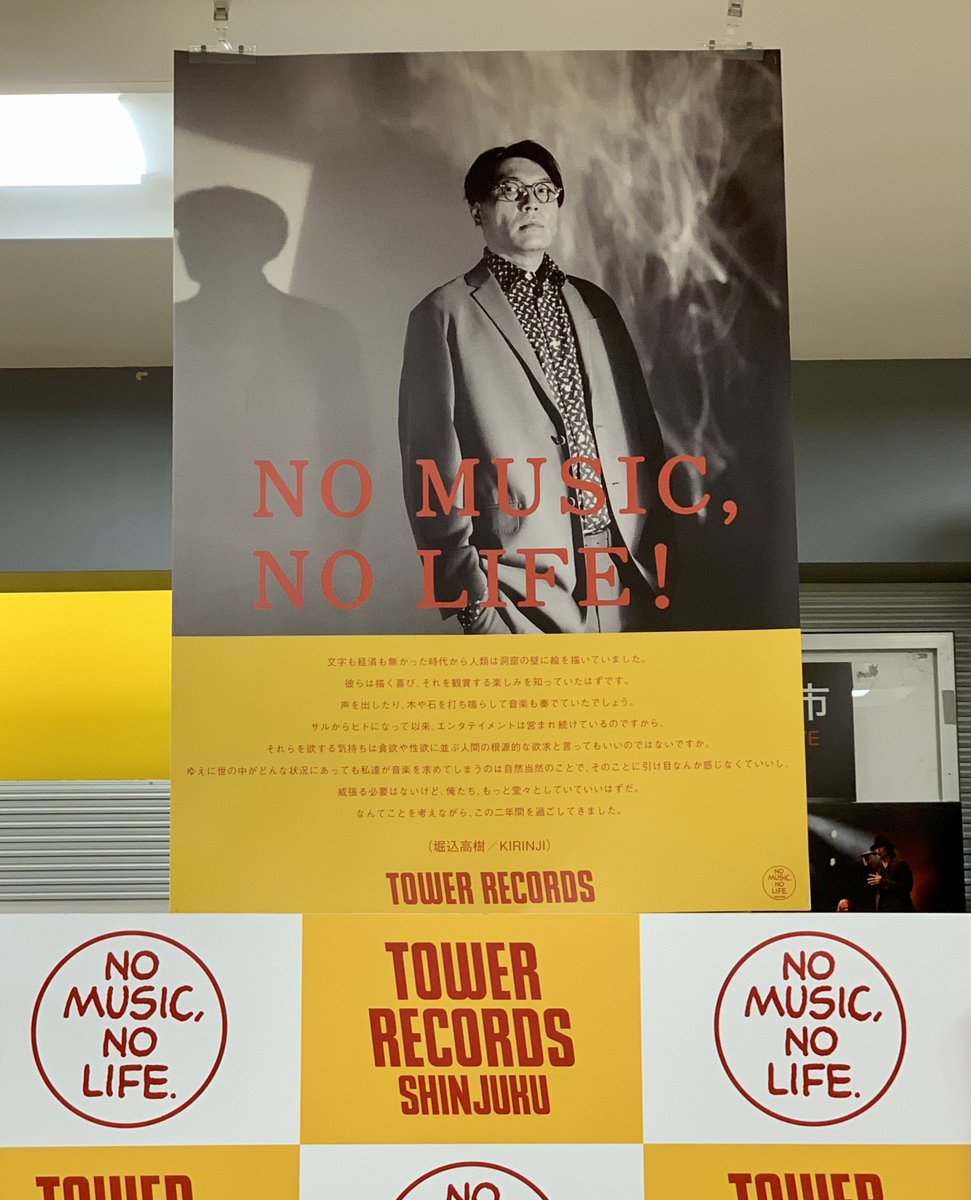 NO MUSIC,
NO LIFE!
文字も経済も無かった時代から人類は洞窟の壁に絵を描いていました。
彼らは描く喜び、それを観賞する楽しみを知っていたはずです。
声を出したり、木や石を打ち鳴らして音楽も奏でていたでしょう。
サルからヒトになって以来、エンタテイメントは営まれ続けているのですから、
それらを欲する気持ちは食欲や性欲に並ぶ人間の根源的な欲求と言ってもいいのではないですか。
ゆえに世の中がどんな状況にあっても私達が音楽を求めてしまうのは自然当然のことで、そのことに引け目なんか感じなくていいし、
威張る必要はないけど、俺たち、もっと堂々としていていいはずだ。
なんてことを考えながら、この二年間を過ごしてきました。
（堀込高樹／KIRINJI）
TOWER RECORDS
NO
MUSIC,
NO
LIFE.
市
E
NO
MUSIC,
NO
LIFE.
TOWER
RECORDS
SHINJUKU
NO
MUSIC,
NO
LIFE.
TOWER
NO
TOWER